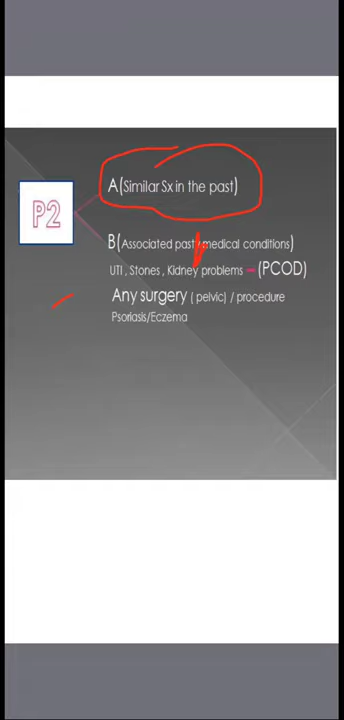 P2
A(Similar Sx in the past)
B(Associated past medical conditions)
UTI , Stones , Kidney problems – (PCOD)
Any surgery ( pelvic) / procedure
Psoriasis/Eczema